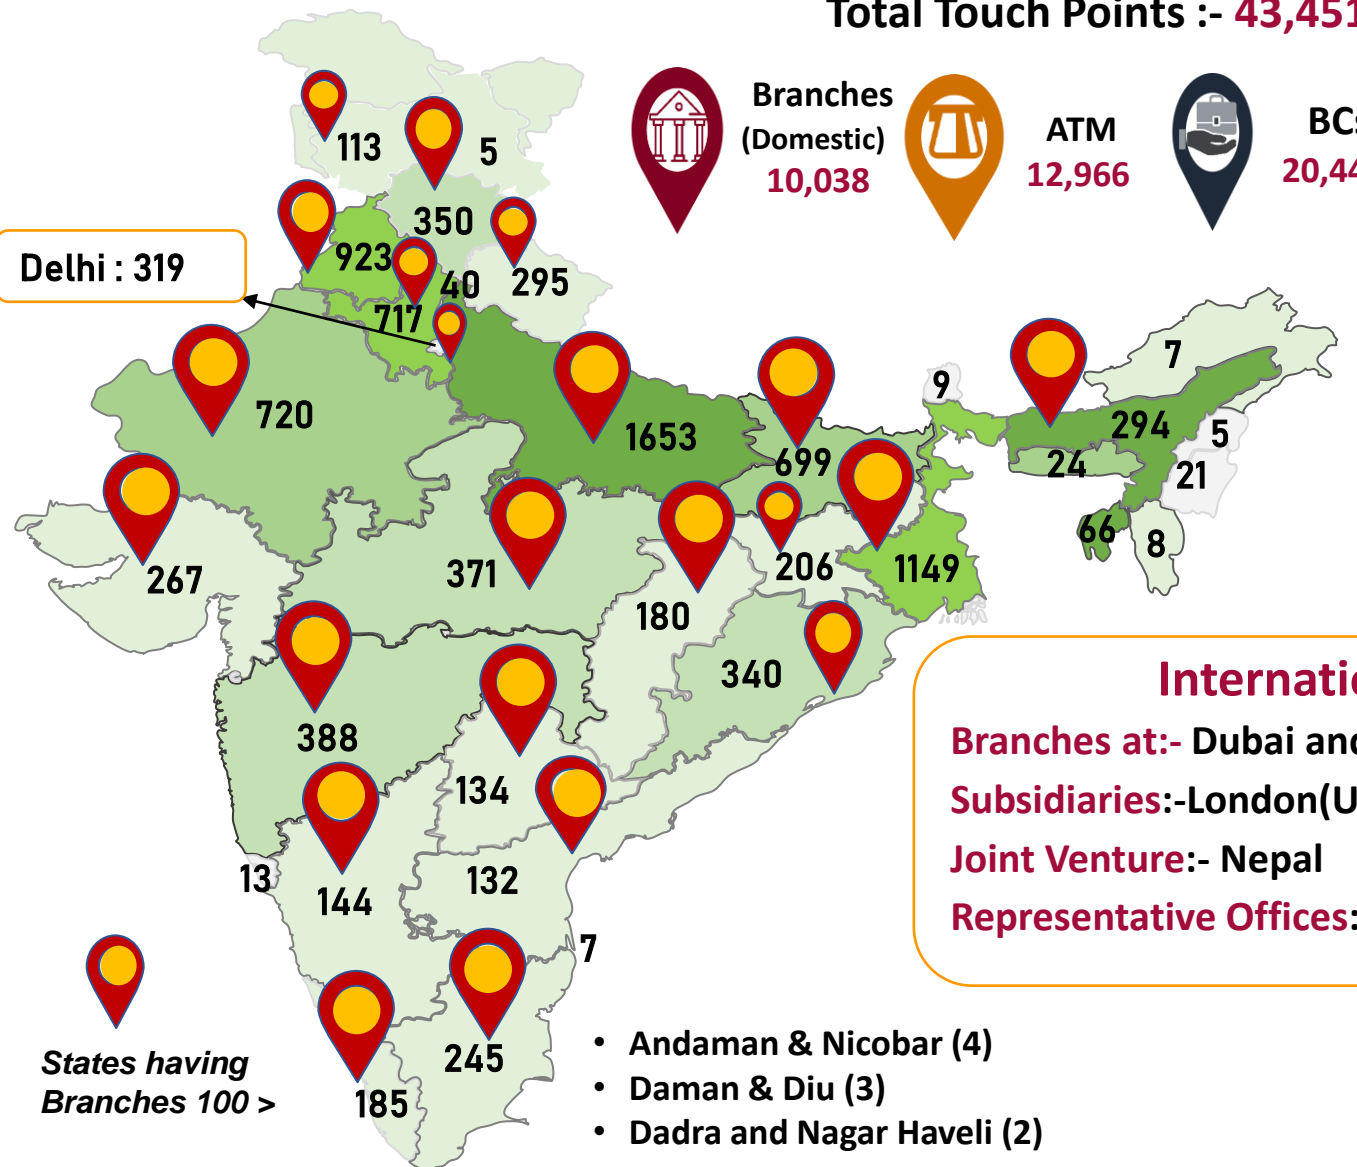 Total Touch Points :- 43,451
Branches
(Domestic)
10,038
ATM
12,966
BCs
20,44
113
5
350
923
40
295
Delhi : 319
717
720
1653
699
9
7
294
5
24
21
66
8
267
371
206
1149
180
340
388
134
13
144
132
7
245
185
Internatio
Branches at:- Dubai and
Subsidiaries:-London(U
Joint Venture:- Nepal
Representative Offices:
States having
Branches 100 >
• Andaman & Nicobar (4)
• Daman & Diu (3)
• Dadra and Nagar Haveli (2)